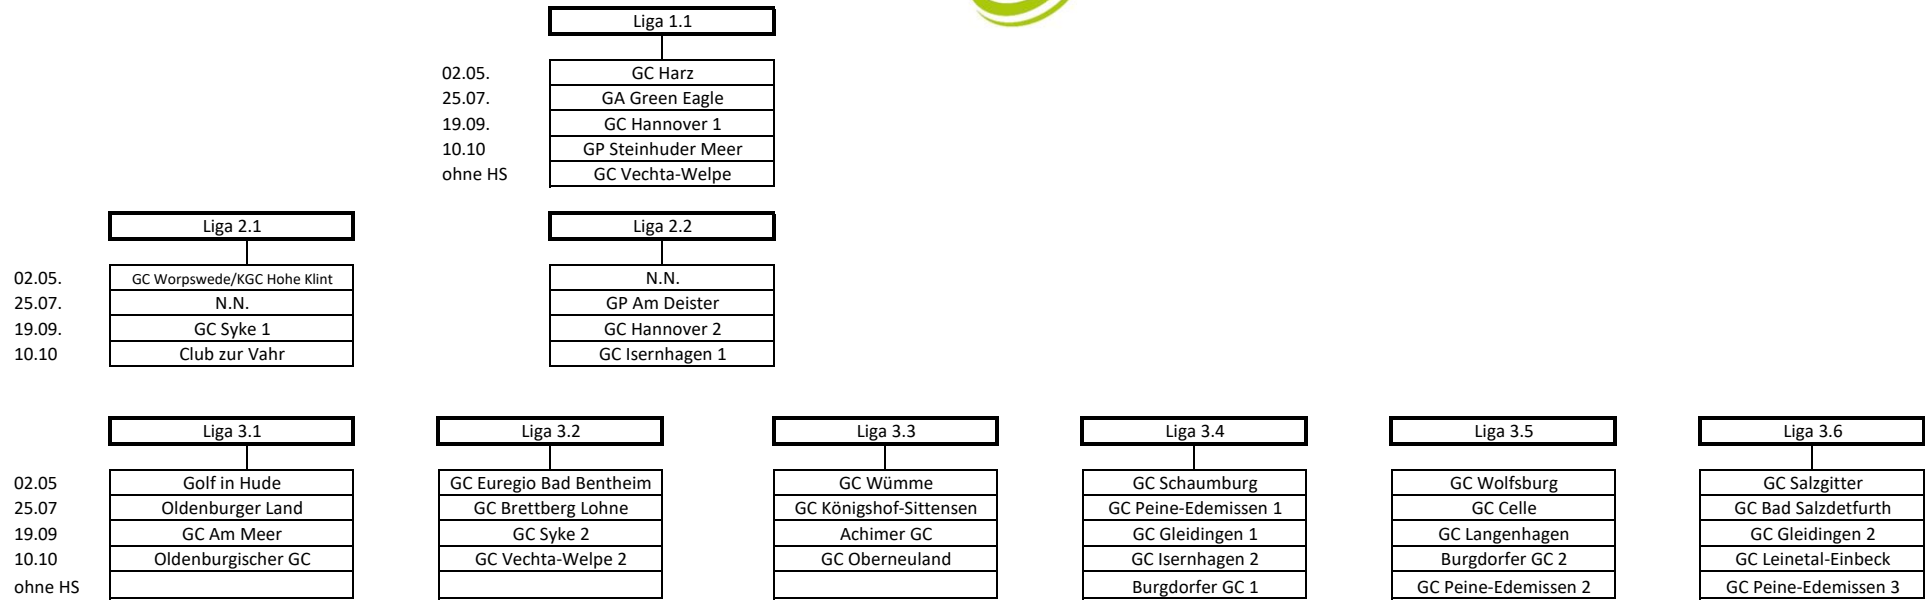 Liga 1.1
02.05. GC Harz
25.07. GA Green Eagle
19.09. GC Hannover 1
10.10 GP Steinhuder Meer
ohne HS GC Vechta-Welpe
Liga 2.1 Liga 2.2
02.05. GC Worpswede/KGC Hohe Klint N.N.
25.07. N.N. GP Am Deister
19.09. GC Syke 1 GC Hannover 2
10.10 Club zur Vahr GC Isernhagen 1
Liga 3.1 Liga 3.2 Liga 3.3 Liga 3.4 Liga 3.5 Liga 3.6
02.05 Golf in Hude GC Euregio Bad Bentheim GC Wümme GC Schaumburg GC Wolfsburg GC Salzgitter
25.07 Oldenburger Land GC Brettberg Lohne GC Königshof-Sittensen GC Peine-Edemissen 1 GC Celle GC Bad Salzdetfurth
19.09 GC Am Meer GC Syke 2 Achimer GC GC Gleidingen 1 GC Langenhagen GC Gleidingen 2
10.10 Oldenburgischer GC GC Vechta-Welpe 2 GC Oberneuland GC Isernhagen 2 Burgdorfer GC 2 GC Leinetal-Einbeck
ohne HS Burgdorfer GC 1 GC Peine-Edemissen 2 GC Peine-Edemissen 3